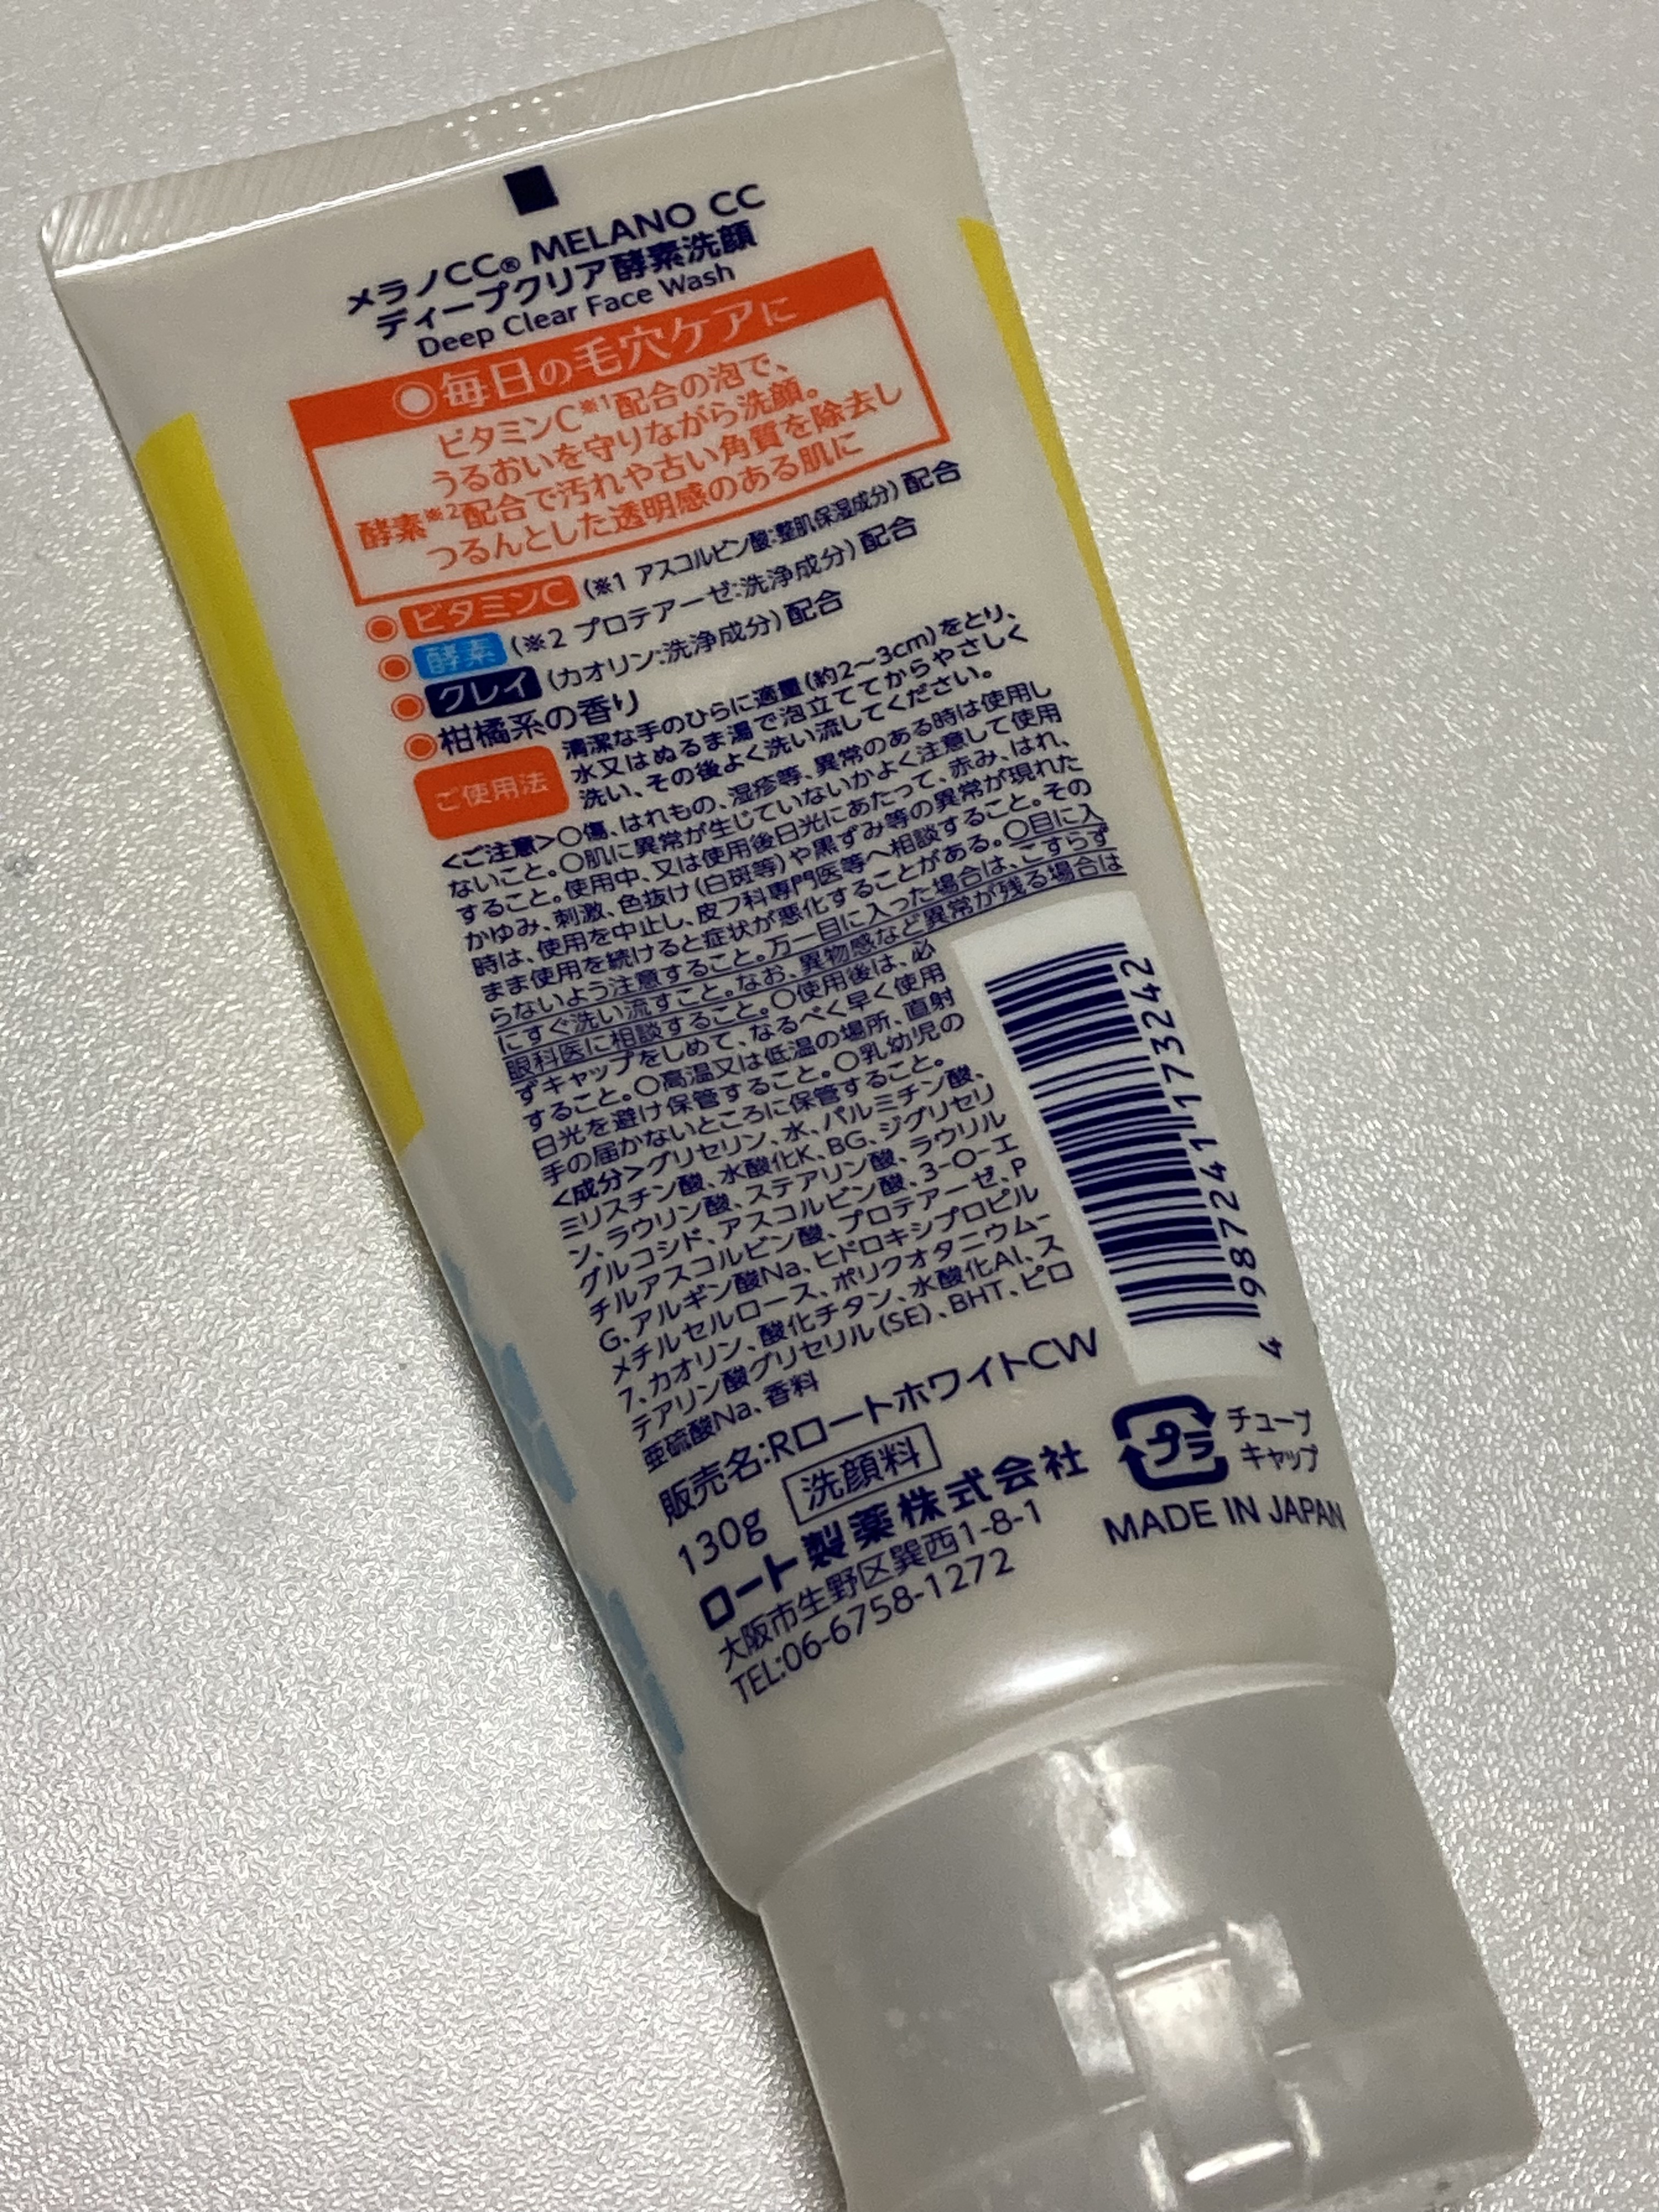 メラノCC® MELANO CC
ディープクリア酵素洗顔
Deep Clear Face Wash
◎毎日の毛穴ケアに
ビタミンC※1配合の泡で、
うるおいを守りながら洗顔。
酵素※2配合で汚れや古い角質を除去し
つるんとした透明感のある肌に
◉ビタミンC (※1 アスコルビン酸:整肌保湿成分) 配合
◉酵素 (※2 プロテアーゼ:洗浄成分) 配合
◉クレイ (カオリン:洗浄成分) 配合
◉柑橘系の香り
ご使用法
清潔な手のひらに適量(約2〜3cm)をとり、
水又はぬるま湯で泡立ててからやさしく
洗い、その後よく洗い流してください。
<ご注意>○傷、はれもの、湿疹等、異常のある時は使用し
ないこと。○肌に異常が生じていないかよく注意して使用
すること。使用中、又は使用後日光にあたって、赤み、はれ、
かゆみ、刺激、色抜け(白斑等)や黒ずみ等の異常が現れた
時は、使用を中止し、皮フ科専門医等へ相談すること。その
まま使用を続けると症状が悪化することがある。○目に入
らないよう注意すること。万一目に入った場合は、こすらず
にすぐ洗い流すこと。なお、異物感など異常が残る場合は
眼科医に相談すること。○使用後は、必
ずキャップをしめて、なるべく早く使用
すること。○高温又は低温の場所、直射
日光を避け保管すること。○乳幼児の
手の届かないところに保管すること。
<成分>グリセリン、水、パルミチン酸、
ミリスチン酸、水酸化K、BG、ジグリセリ
ン、ラウリン酸、ステアリン酸、ラウリル
グルコシド、アスコルビン酸、3-O-エ
チルアスコルビン酸、プロテアーゼ、P
G、アルギン酸Na、ヒドロキシプロピル
メチルセルロース、ポリクオタニウム-
7、カオリン、酸化チタン、水酸化Al、ス
テアリン酸グリセリル(SE)、BHT、ピロ
亜硫酸Na、香料
4 987241 173242
販売名:RロートホワイトCW
130g 洗顔料
ロート製薬株式会社
大阪市生野区巽西1-8-1
TEL:06-6758-1272
プラ
チューブ
キャップ
MADE IN JAPAN